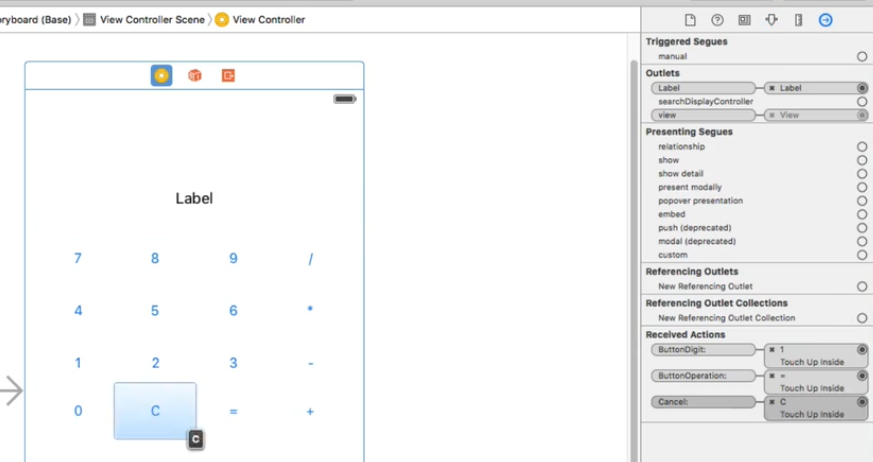 oryboard (Base) 〉 View Controller Scene 〉 View Controller
Label
7 8 9 /
4 5 6 *
1 2 3 -
0 C = +
C
Triggered Segues
manual
Outlets
Label Label
searchDisplayController
view View
Presenting Segues
relationship
show
show detail
present modally
popover presentation
embed
push (deprecated)
modal (deprecated)
custom
Referencing Outlets
New Referencing Outlet
Referencing Outlet Collections
New Referencing Outlet Collection
Received Actions
ButtonDigit: 1
Touch Up Inside
ButtonOperation: =
Touch Up Inside
Cancel: C
Touch Up Inside